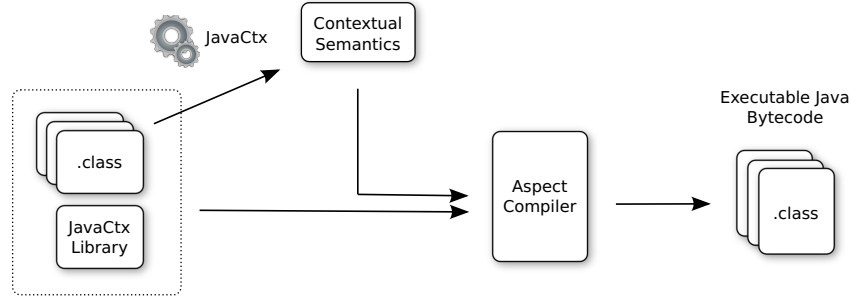 JavaCtx
Contextual
Semantics
.class
JavaCtx
Library
Aspect
Compiler
Executable Java
Bytecode
.class